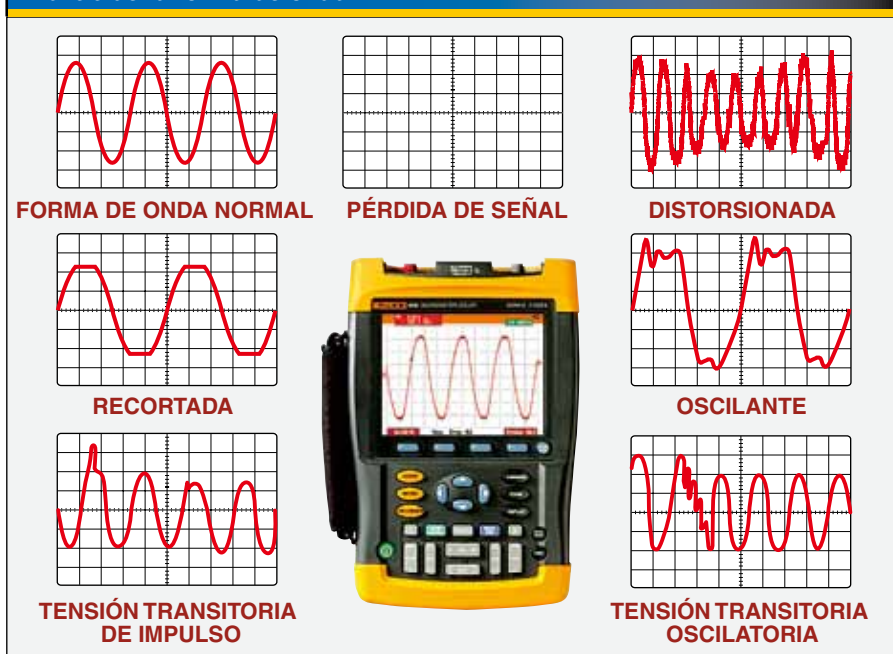 FORMA DE ONDA NORMAL
PÉRDIDA DE SEÑAL
DISTORSIONADA
RECORTADA
OSCILANTE
TENSIÓN TRANSITORIA
DE IMPULSO
TENSIÓN TRANSITORIA
OSCILATORIA